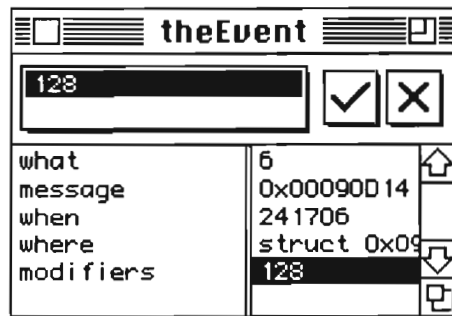 theEvent
128
what 6
message 0x00090D14
when 241706
where struct 0x09
modifiers 128